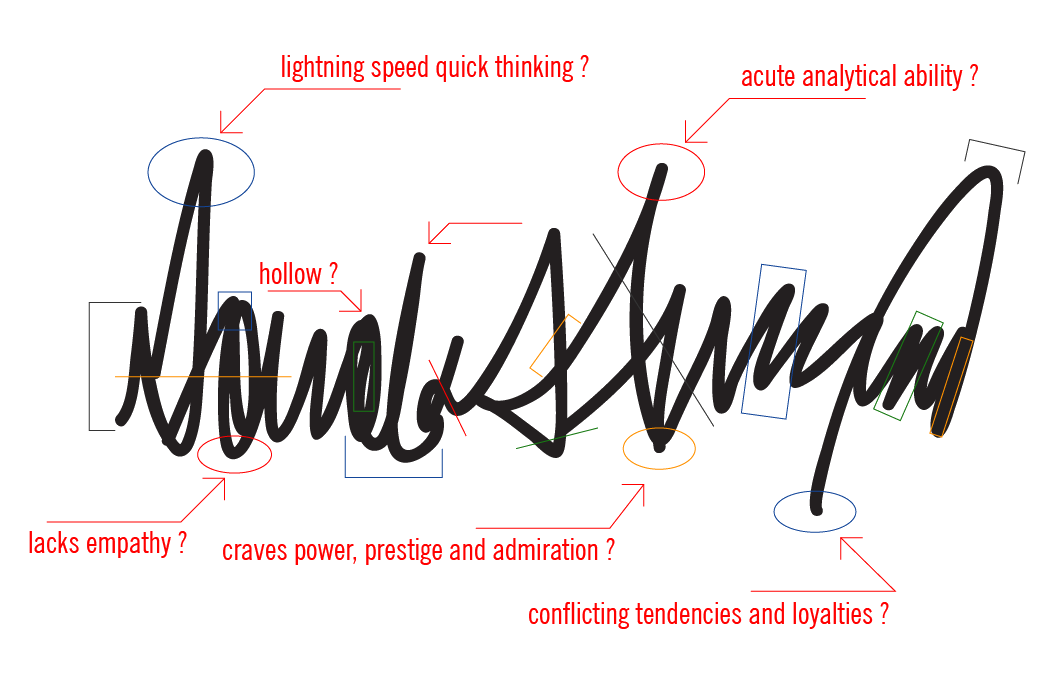 lightning speed quick thinking ?
acute analytical ability ?
hollow ?
lacks empathy ?
craves power, prestige and admiration ?
conflicting tendencies and loyalties ?